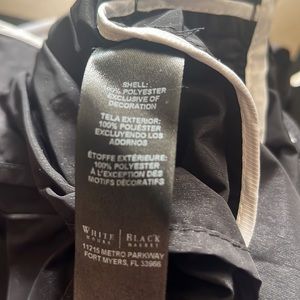 SHELL:
100% POLYESTER
EXCLUSIVE OF
DECORATION
TELA EXTERIOR:
100% POLIÉSTER
EXCLUYENDO LOS
ADORNOS
ÉTOFFE EXTÉRIEURE:
100% POLYESTER
À L'EXCEPTION DES
MOTIFS DÉCORATIFS
WHITE | BLACK
HOUSE | MARKET
11215 METRO PARKWAY
FORT MYERS, FL 33966